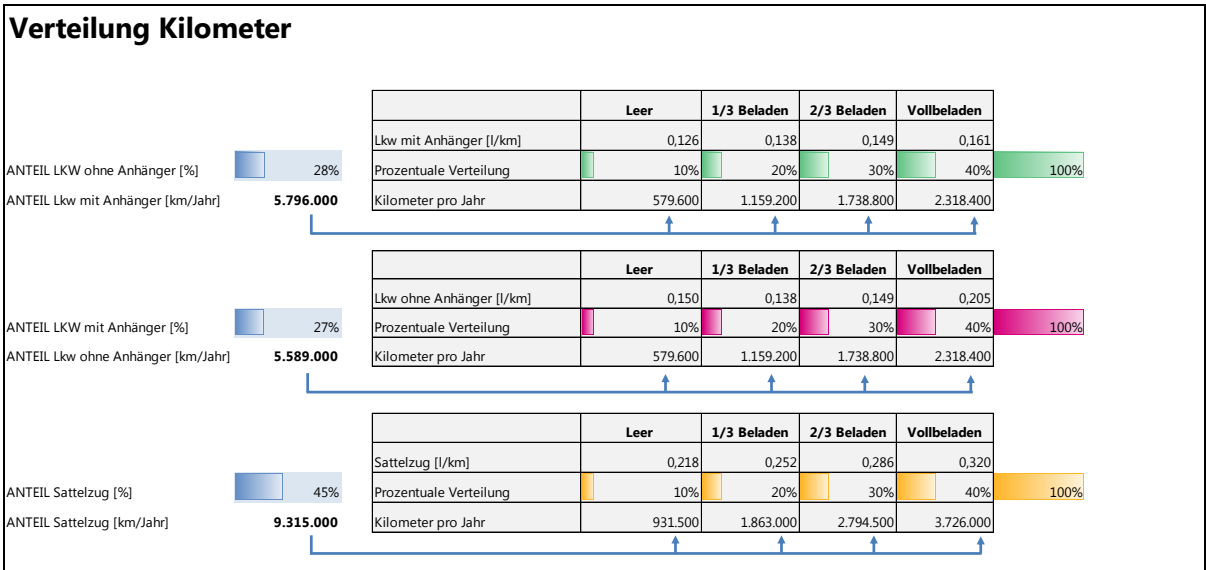 Verteilung Kilometer
Leer 1/3 Beladen 2/3 Beladen Vollbeladen
Lkw mit Anhänger [l/km] 0,126 0,138 0,149 0,161
ANTEIL LKW ohne Anhänger [%] 28% Prozentuale Verteilung 10% 20% 30% 40% 100%
ANTEIL Lkw mit Anhänger [km/Jahr] 5.796.000 Kilometer pro Jahr 579.600 1.159.200 1.738.800 2.318.400
Leer 1/3 Beladen 2/3 Beladen Vollbeladen
Lkw ohne Anhänger [l/km] 0,150 0,138 0,149 0,205
ANTEIL LKW mit Anhänger [%] 27% Prozentuale Verteilung 10% 20% 30% 40% 100%
ANTEIL Lkw ohne Anhänger [km/Jahr] 5.589.000 Kilometer pro Jahr 579.600 1.159.200 1.738.800 2.318.400
Leer 1/3 Beladen 2/3 Beladen Vollbeladen
Sattelzug [l/km] 0,218 0,252 0,286 0,320
ANTEIL Sattelzug [%] 45% Prozentuale Verteilung 10% 20% 30% 40% 100%
ANTEIL Sattelzug [km/Jahr] 9.315.000 Kilometer pro Jahr 931.500 1.863.000 2.794.500 3.726.000